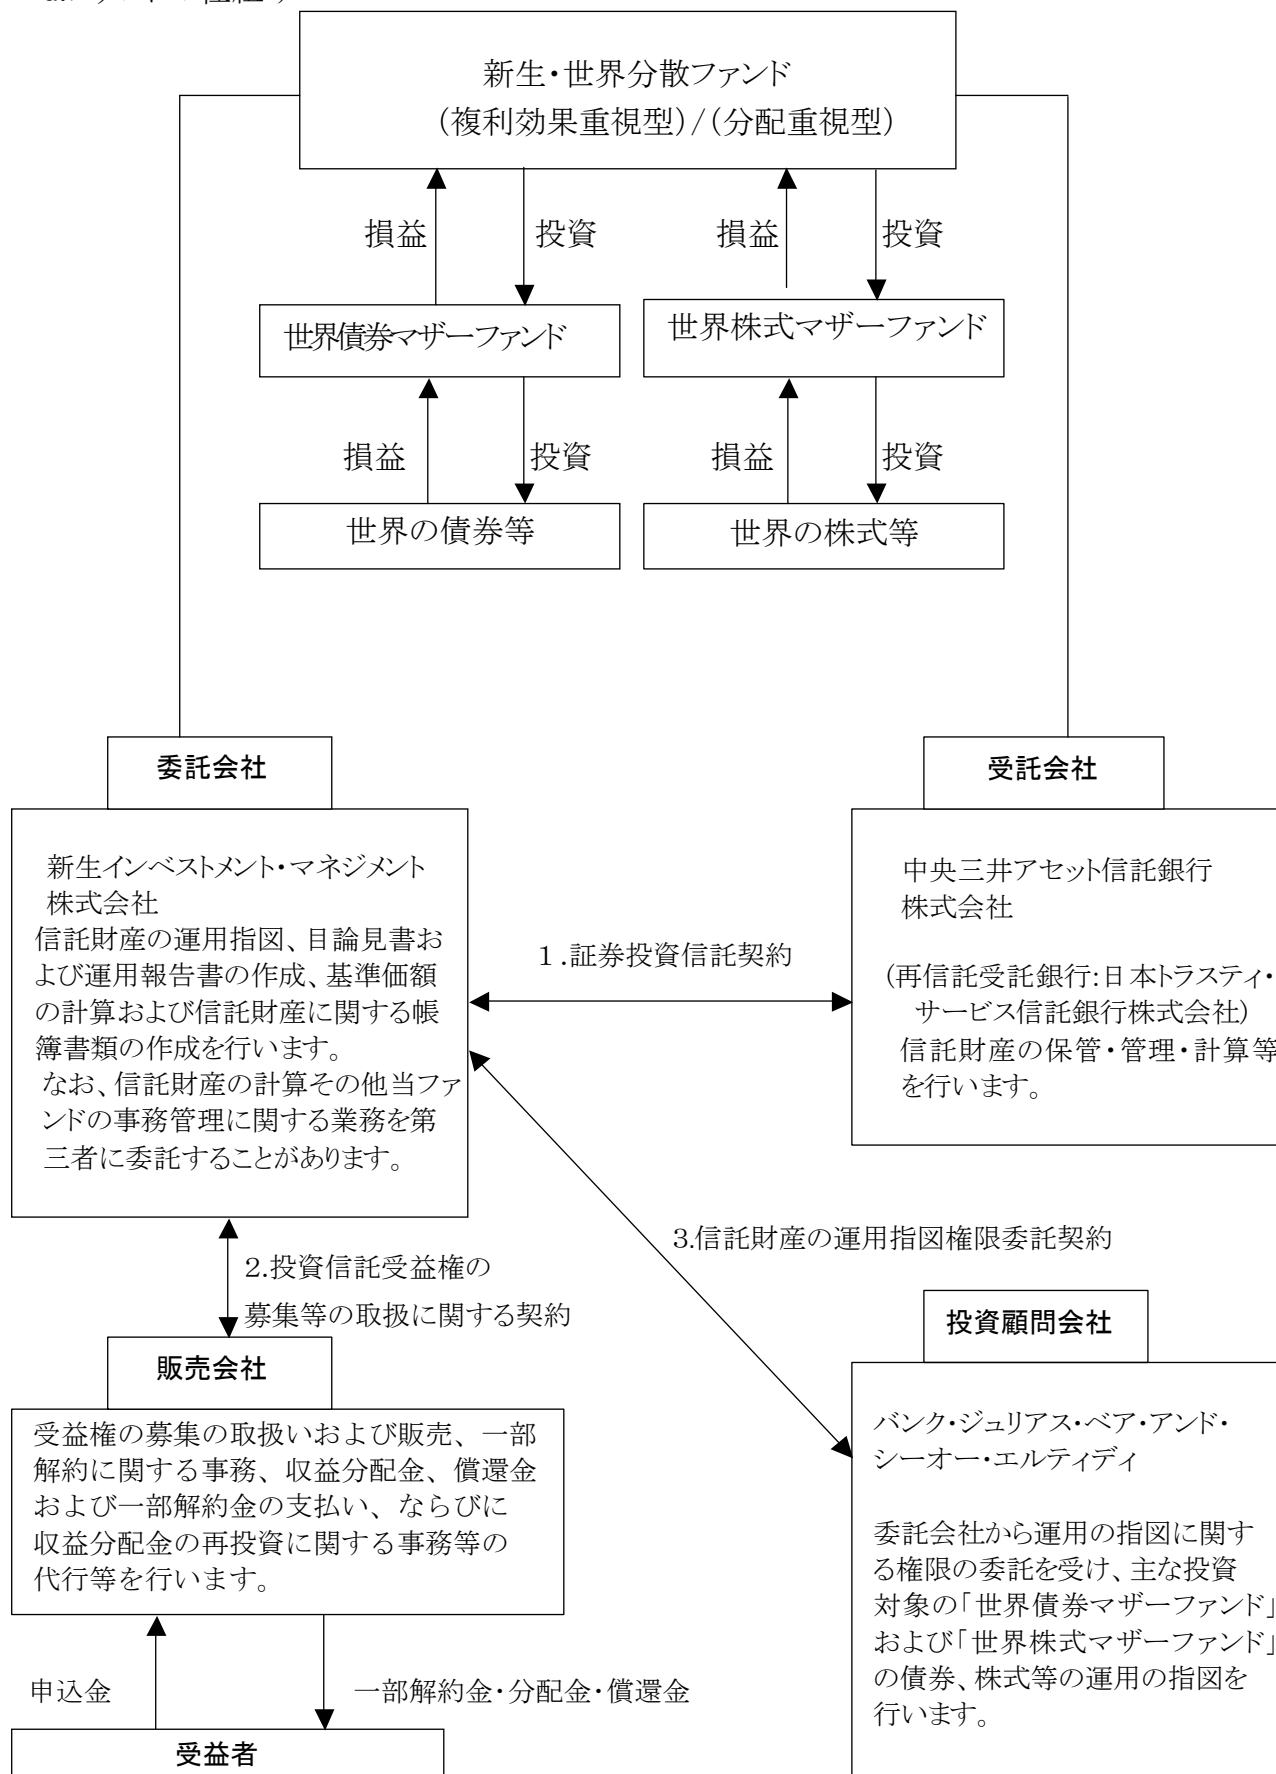 新生・世界分散ファンド
(複利効果重視型)/(分配重視型)
損益
投資
損益
投資
世界債券マザーファンド
世界株式マザーファンド
損益
投資
損益
投資
世界の債券等
世界の株式等
委託会社
受託会社
新生インベストメント・マネジメント
株式会社
信託財産の運用指図、目論見書お
よび運用報告書の作成、基準価額
の計算および信託財産に関する帳
簿書類の作成を行います。
なお、信託財産の計算その他当ファ
ンドの事務管理に関する業務を第
三者に委託することがあります。
1.証券投資信託契約
中央三井アセット信託銀行
株式会社
(再信託受託銀行:日本トラスティ・
サービス信託銀行株式会社)
信託財産の保管・管理・計算等
を行います。
2.投資信託受益権の
募集等の取扱に関する契約
3.信託財産の運用指図権限委託契約
販売会社
受益権の募集の取扱いおよび販売、一部
解約に関する事務、収益分配金、償還金
および一部解約金の支払い、ならびに
収益分配金の再投資に関する事務等の
代行等を行います。
投資顧問会社
バンク・ジュリアス・ベア・アンド・
シーオー・エルティディ
委託会社から運用の指図に関す
る権限の委託を受け、主な投資
対象の「世界債券マザーファンド」
および「世界株式マザーファンド」
の債券、株式等の運用の指図を
行います。
申込金
一部解約金・分配金・償還金
受益者